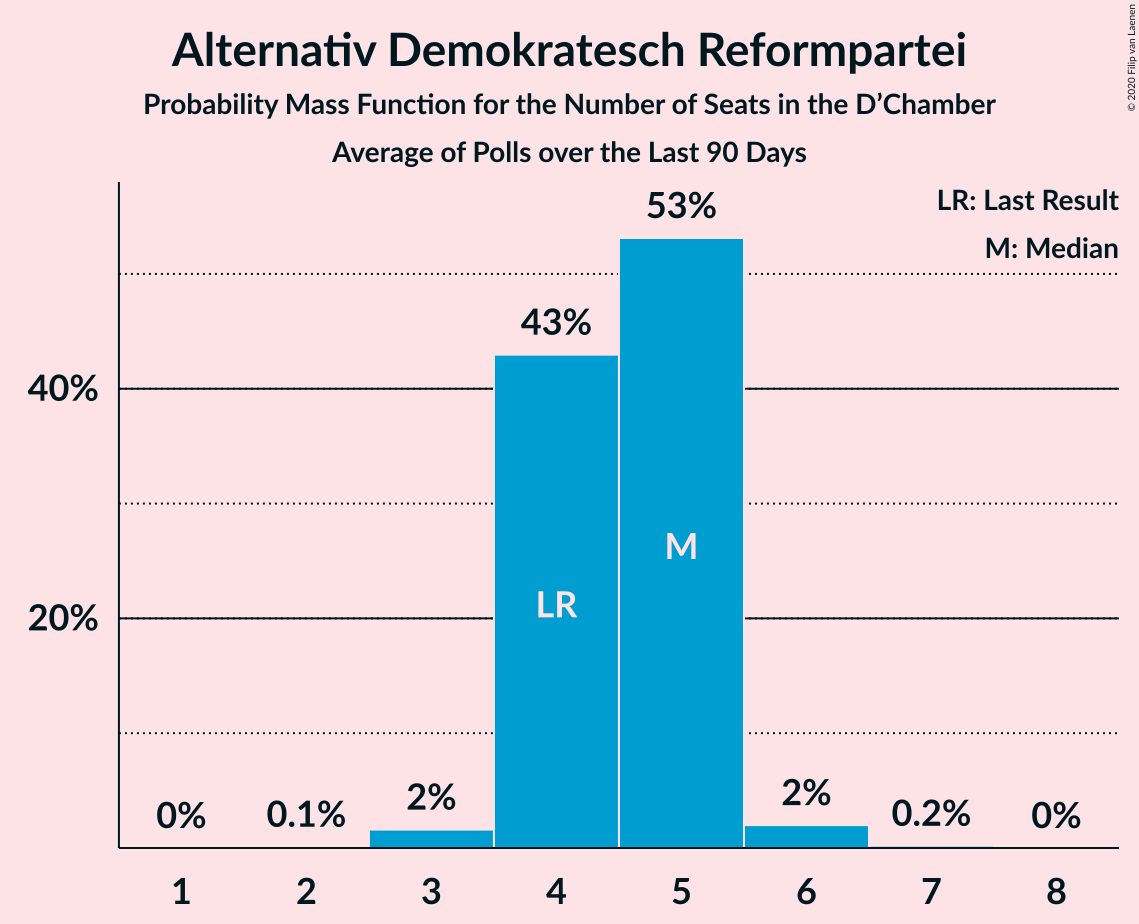 Alternativ Demokratesch Reformpartei
Probability Mass Function for the Number of Seats in the D’Chamber
Average of Polls over the Last 90 Days
© 2020 Filip van Laenen
LR: Last Result
M: Median
53%
43%
40%
M
LR
20%
0%
0.1%
2%
2%
0.2%
0%
1 2 3 4 5 6 7 8